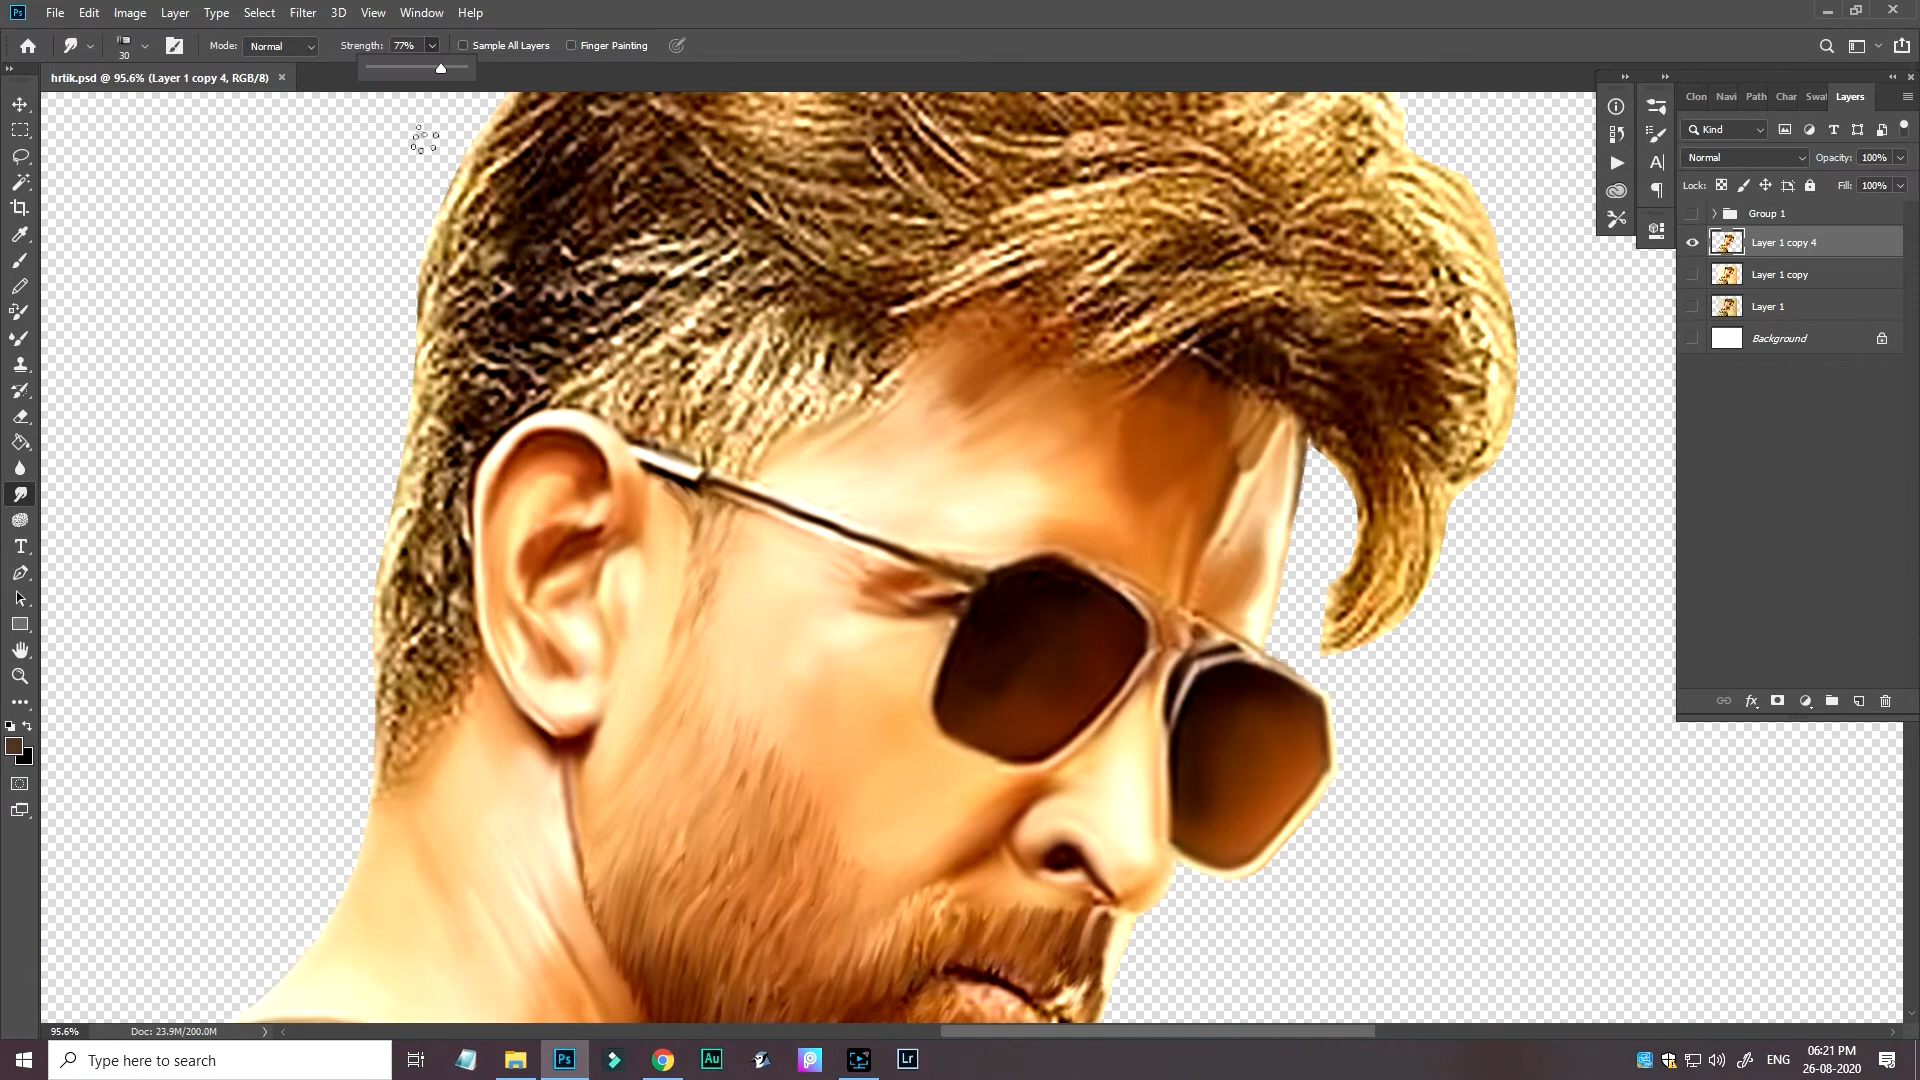 Ps File Edit Image Layer Type Select Filter 3D View Window Help
30 Mode: Normal Strength: 77% Sample All Layers Finger Painting
hrtik.psd @ 95.6% (Layer 1 copy 4, RGB/8)
Clon Navi Path Char Swat Layers
Kind
Normal Opacity: 100%
Lock: Fill: 100%
Group 1
Layer 1 copy 4
Layer 1 copy
Layer 1
Background
95.6% Doc: 23.9M/200.0M
Type here to search
Ps Au Lr
ENG
06:21 PM
26-08-2020